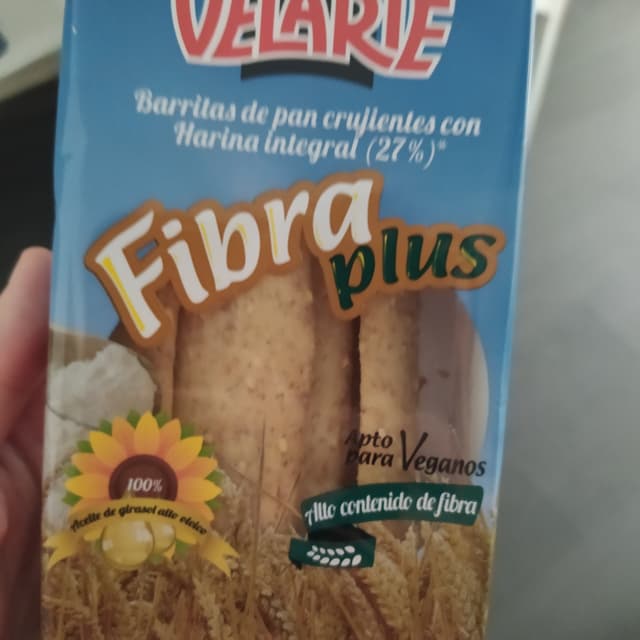 VELARTE
Barritas de pan crujientes con
Harina integral (27%)*
Fibra
plus
100%
Aceite de girasol alto oleico
Apto
para Veganos
Alto contenido de fibra